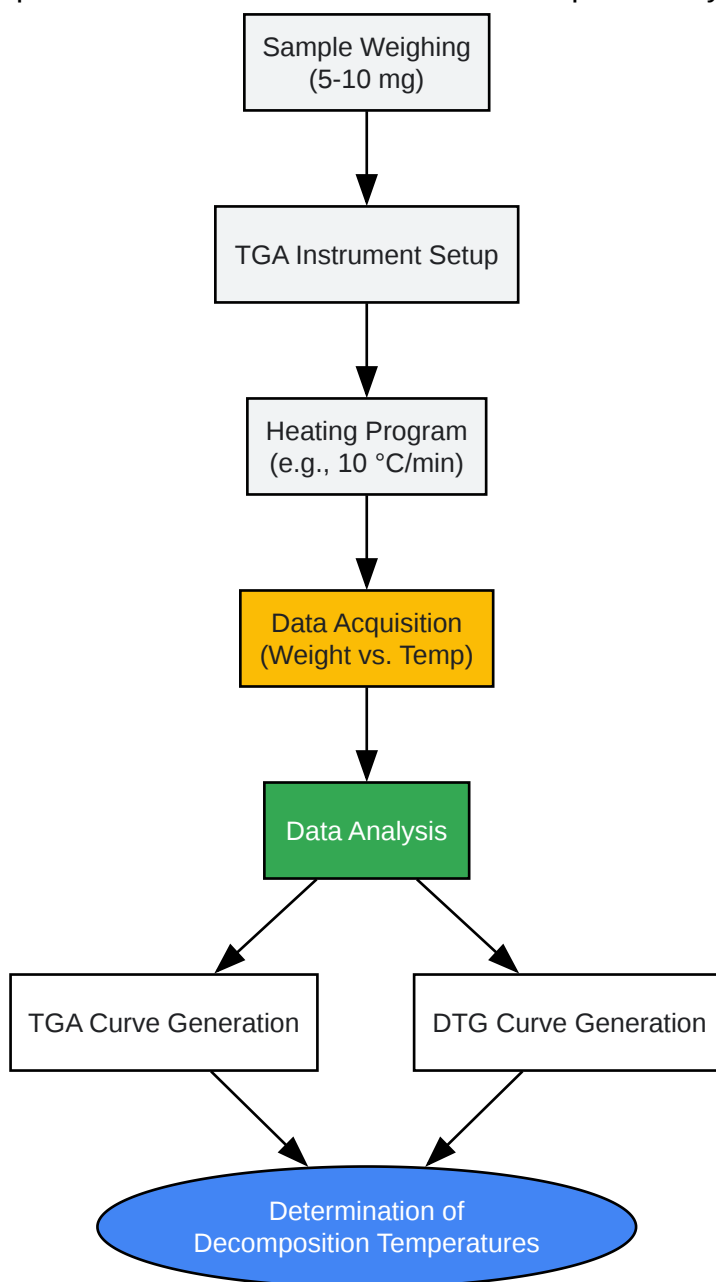 Sample Weighing
(5-10 mg)
TGA Instrument Setup
Heating Program
(e.g., 10 °C/min)
Data Acquisition
(Weight vs. Temp)
Data Analysis
TGA Curve Generation
DTG Curve Generation
Determination of
Decomposition Temperatures